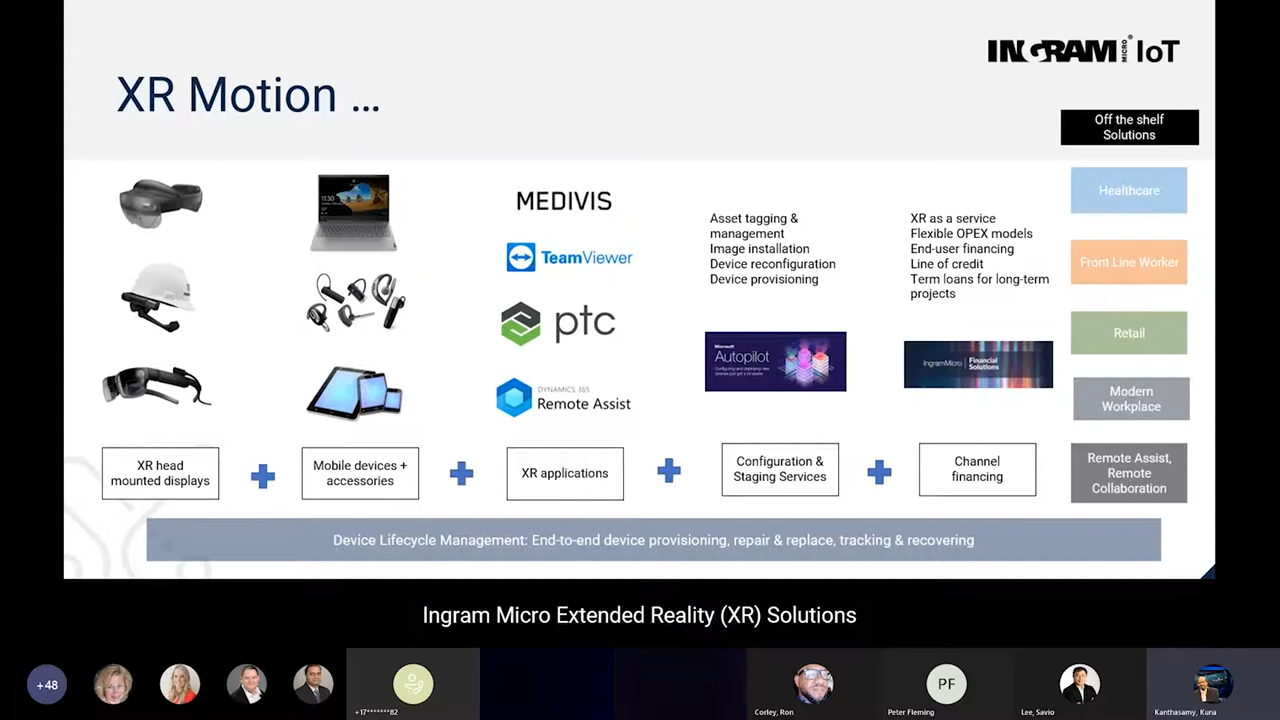 INGRAM MICRO® IoT
XR Motion ...
Off the shelf
Solutions
MEDIVIS
TeamViewer
ptc
DYNAMICS 365
Remote Assist
Asset tagging &
management
Image installation
Device reconfiguration
Device provisioning
Microsoft
Autopilot
XR as a service
Flexible OPEX models
End-user financing
Line of credit
Term loans for long-term
projects
IngramMicro | Financial
Solutions
Healthcare
Front Line Worker
Retail
Modern
Workplace
Remote Assist,
Remote
Collaboration
XR head
mounted displays
Mobile devices +
accessories
XR applications
Configuration &
Staging Services
Channel
financing
Device Lifecycle Management: End-to-end device provisioning, repair & replace, tracking & recovering
Ingram Micro Extended Reality (XR) Solutions
+48
+17*******82
Corley, Ron
PF
Peter Fleming
Lee, Savio
Kanthasamy, Kuna